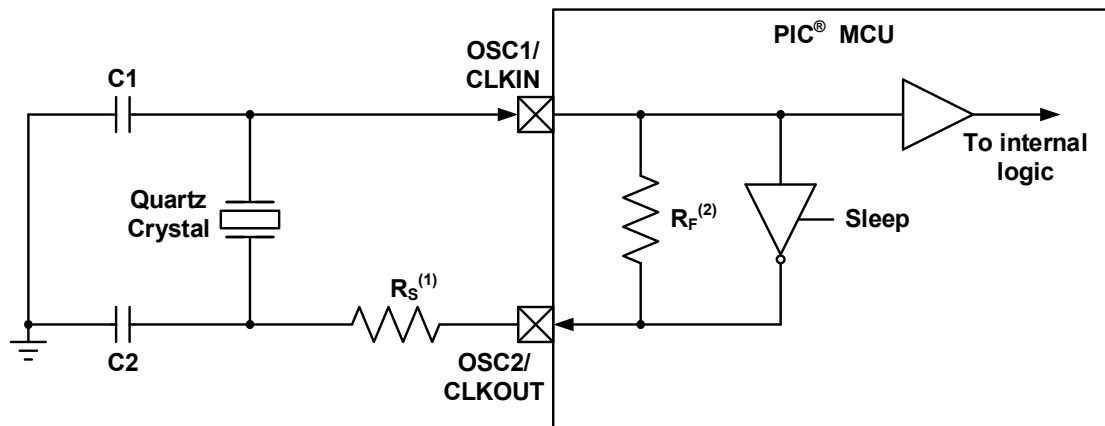 PIC® MCU
OSC1/
CLKIN
C1
To internal
logic
Quartz
Crystal
RF(2)
Sleep
RS(1)
C2
OSC2/
CLKOUT